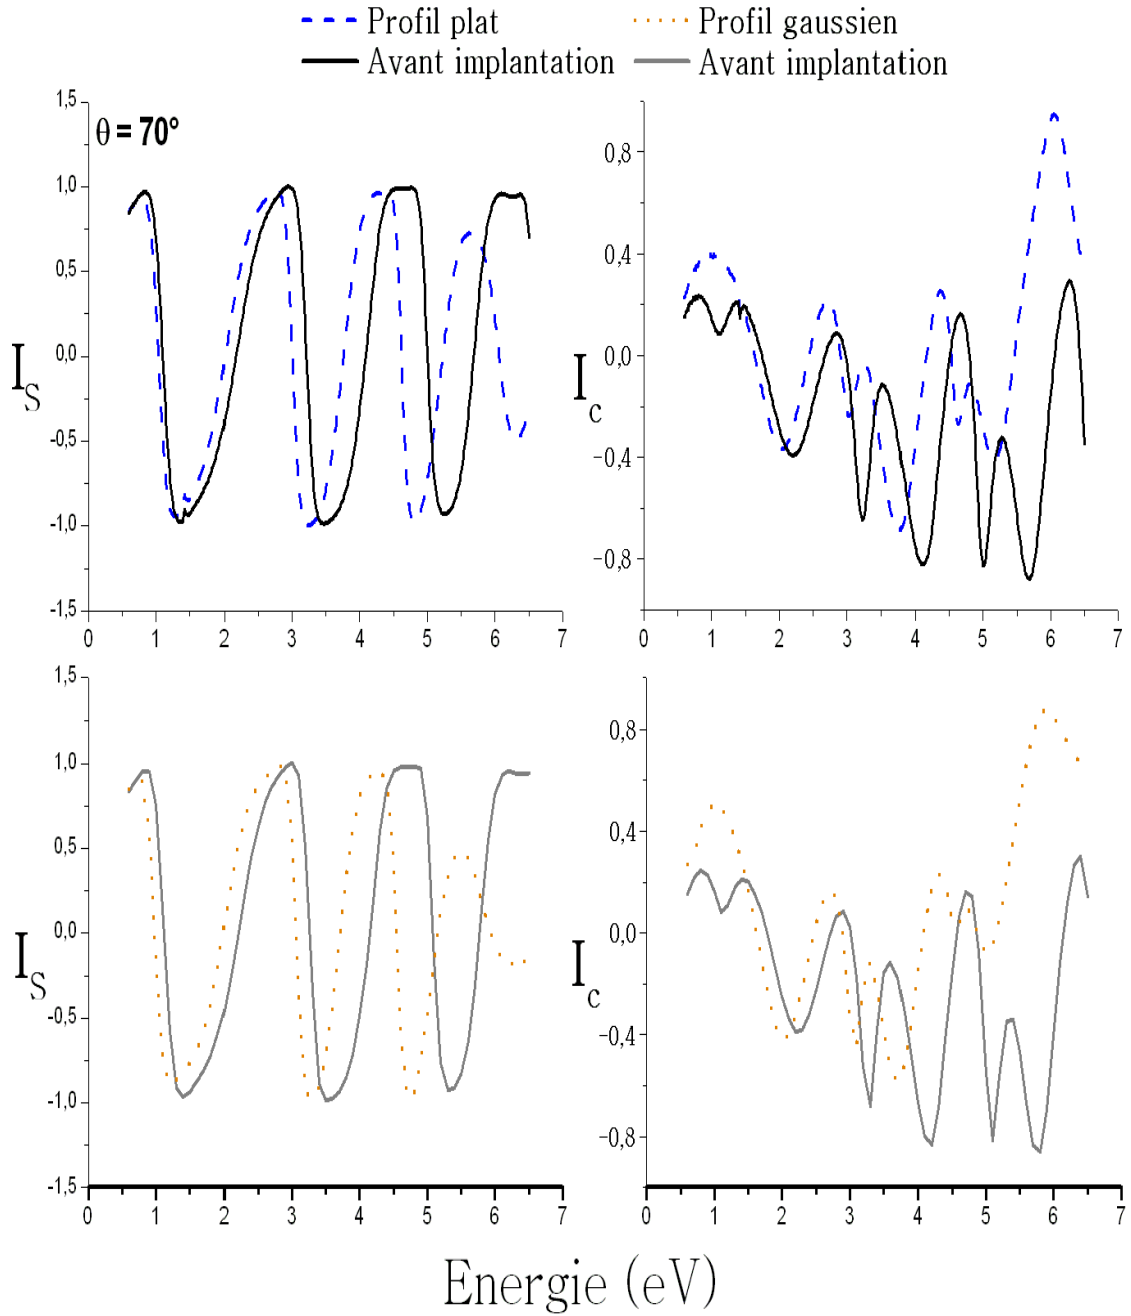 Profil plat
Profil gaussien
Avant implantation
Avant implantation
1,5
1,0
0,5
0,0
-0,5
-1,0
-1,5
θ = 70°
I_S
0 1 2 3 4 5 6 7
0,8
0,4
0,0
-0,4
-0,8
I_c
0 1 2 3 4 5 6 7
1,5
1,0
0,5
0,0
-0,5
-1,0
-1,5
I_S
0 1 2 3 4 5 6 7
0,8
0,4
0,0
-0,4
-0,8
I_c
0 1 2 3 4 5 6 7
Energie (eV)